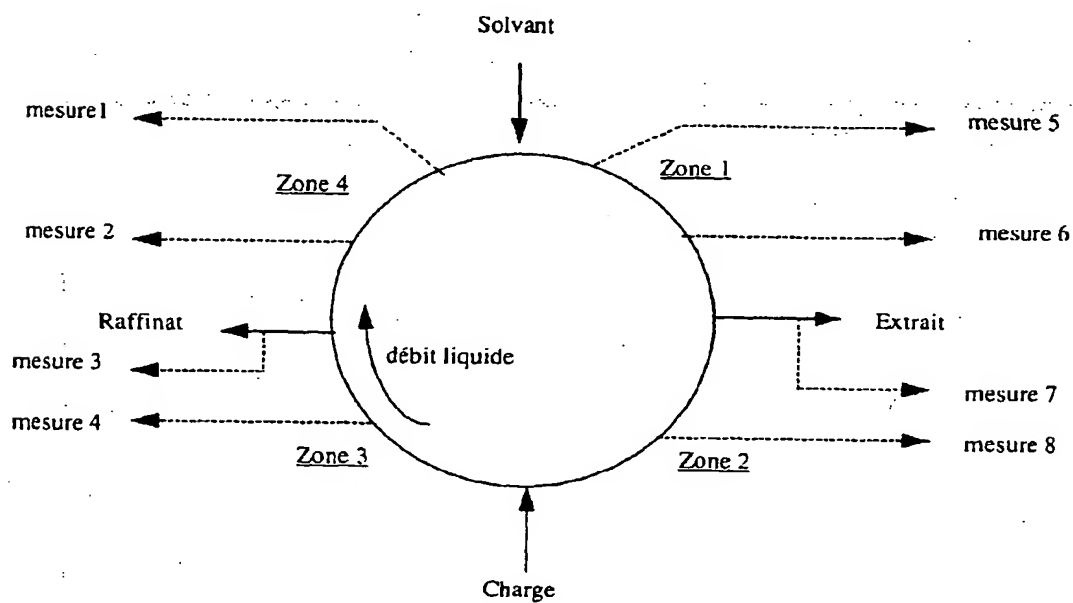 Solvant
mesure1
mesure 5
Zone 4
Zone 1
mesure 2
mesure 6
Raffinat
Extrait
débit liquide
mesure 3
mesure 7
mesure 4
mesure 8
Zone 3
Zone 2
Charge